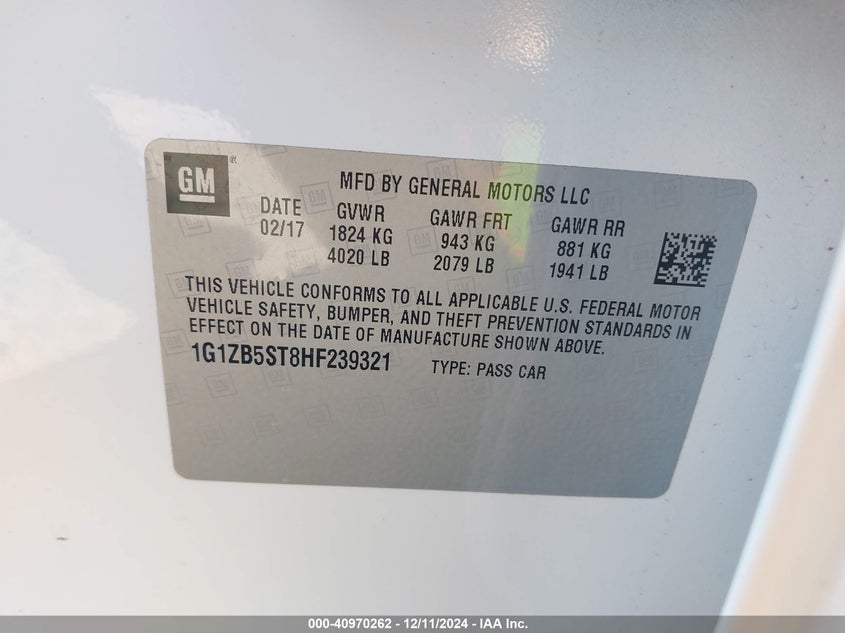 GM®
MFD BY GENERAL MOTORS LLC
DATE GVWR GAWR FRT GAWR RR
02/17 1824 KG 943 KG 881 KG
4020 LB 2079 LB 1941 LB
THIS VEHICLE CONFORMS TO ALL APPLICABLE U.S. FEDERAL MOTOR
VEHICLE SAFETY, BUMPER, AND THEFT PREVENTION STANDARDS IN
EFFECT ON THE DATE OF MANUFACTURE SHOWN ABOVE.
1G1ZB5ST8HF239321 TYPE: PASS CAR
000-40970262 - 12/11/2024 - IAA Inc.